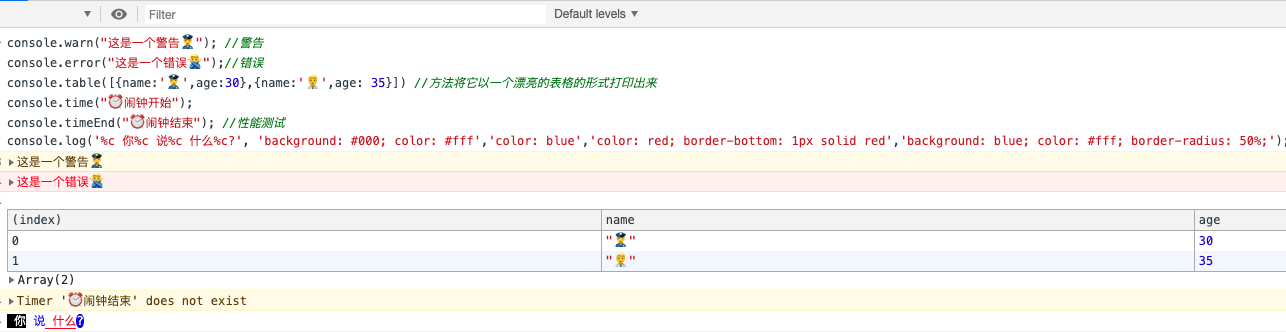 Filter Default levels ▼
console.warn("这是一个警告👮"); //警告
console.error("这是一个错误🙅‍♂️");//错误
console.table([{name:'👮',age:30},{name:'👨‍⚕️',age: 35}]) //方法将它以一个漂亮的表格的形式打印出来
console.time("⏰闹钟开始");
console.timeEnd("⏰闹钟结束"); //性能测试
console.log('%c 你%c 说%c 什么%c?', 'background: #000; color: #fff','color: blue','color: red; border-bottom: 1px solid red','background: blue; color: #fff; border-radius: 50%;');
▶这是一个警告👮
▶这是一个错误🙅‍♂️
(index) name age
0 "👮" 30
1 "👨‍⚕️" 35
▶Array(2)
▶Timer '⏰闹钟结束' does not exist
你 说 什么?